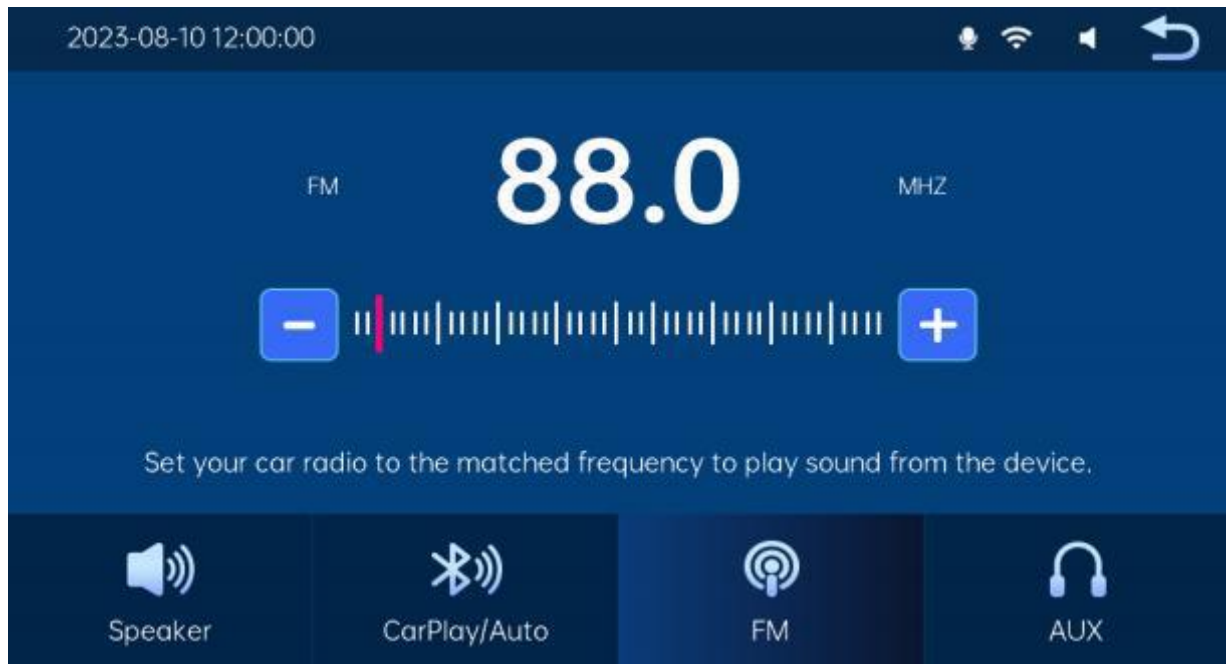 2023-08-10 12:00:00
FM 88.0 MHZ
Set your car radio to the matched frequency to play sound from the device.
Speaker CarPlay/Auto FM AUX